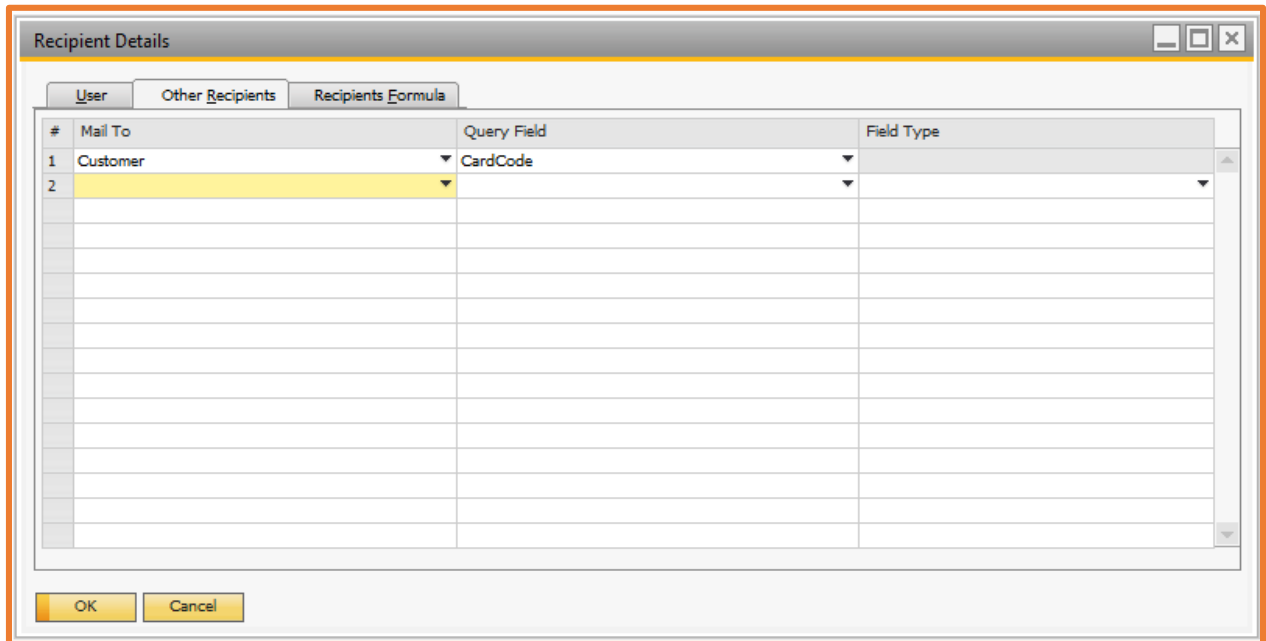 Recipient Details
User Other Recipients Recipients Formula
# Mail To Query Field Field Type
1 Customer CardCode
2
OK Cancel